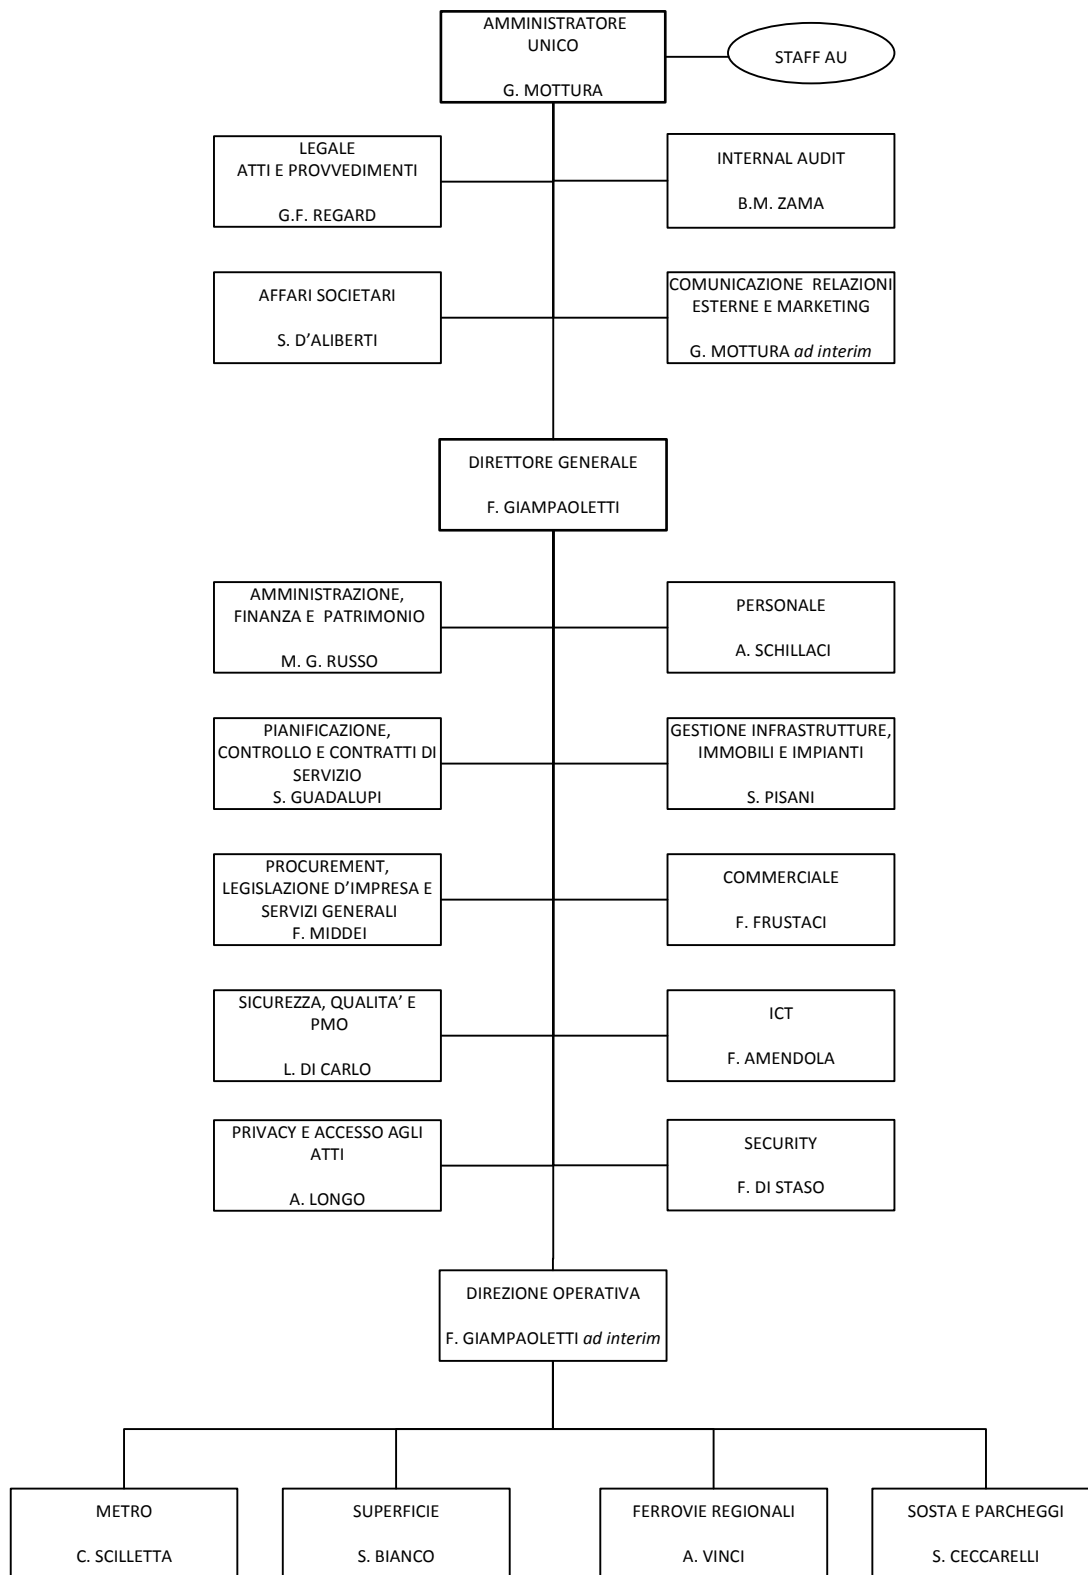 AMMINISTRATORE
UNICO
G. MOTTURA
STAFF AU
LEGALE
ATTI E PROVVEDIMENTI
G.F. REGARD
INTERNAL AUDIT
B.M. ZAMA
AFFARI SOCIETARI
S. D’ALIBERTI
COMUNICAZIONE RELAZIONI
ESTERNE E MARKETING
G. MOTTURA ad interim
DIRETTORE GENERALE
F. GIAMPAOLETTI
AMMINISTRAZIONE,
FINANZA E PATRIMONIO
M. G. RUSSO
PERSONALE
A. SCHILLACI
PIANIFICAZIONE,
CONTROLLO E CONTRATTI DI
SERVIZIO
S. GUADALUPI
GESTIONE INFRASTRUTTURE,
IMMOBILI E IMPIANTI
S. PISANI
PROCUREMENT,
LEGISLAZIONE D’IMPRESA E
SERVIZI GENERALI
F. MIDDEI
COMMERCIALE
F. FRUSTACI
SICUREZZA, QUALITA’ E
PMO
L. DI CARLO
ICT
F. AMENDOLA
PRIVACY E ACCESSO AGLI
ATTI
A. LONGO
SECURITY
F. DI STASO
DIREZIONE OPERATIVA
F. GIAMPAOLETTI ad interim
METRO
C. SCILLETTA
SUPERFICIE
S. BIANCO
FERROVIE REGIONALI
A. VINCI
SOSTA E PARCHEGGI
S. CECCARELLI